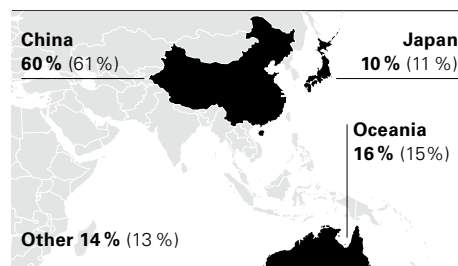 China
60 % (61 %)
Japan
10 % (11 %)
Oceania
16 % (15%)
Other 14 % (13 %)